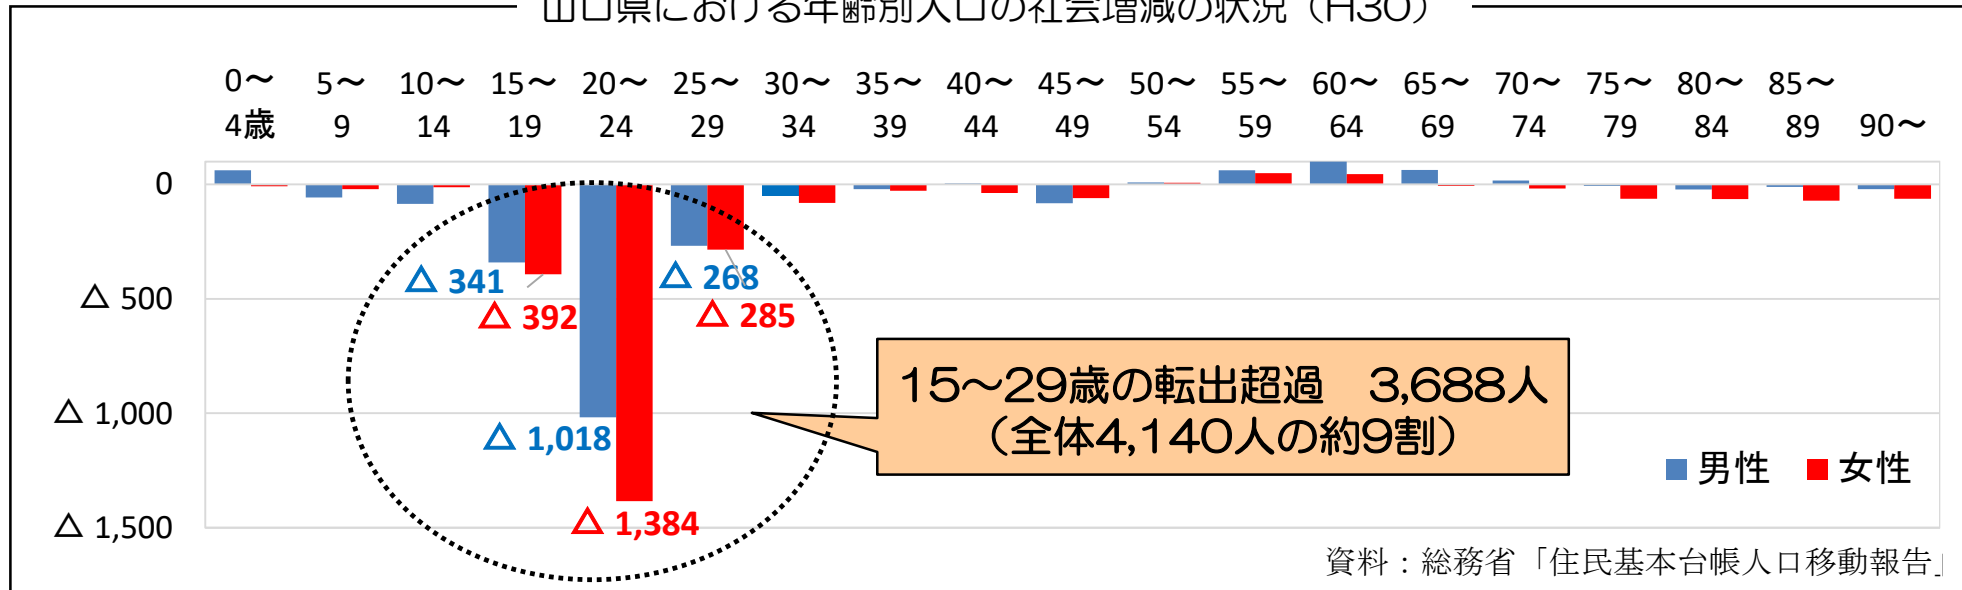 山口県における年齢別人口の社会増減の状況（H30）
0～ 5～ 10～ 15～ 20～ 25～ 30～ 35～ 40～ 45～ 50～ 55～ 60～ 65～ 70～ 75～ 80～ 85～
4歳 9 14 19 24 29 34 39 44 49 54 59 64 69 74 79 84 89 90～
0
△ 500
△ 1,000
△ 1,500
△ 341
△ 392
△ 1,018
△ 1,384
△ 268
△ 285
15～29歳の転出超過　3,688人
（全体4,140人の約9割）
男性 女性
資料：総務省「住民基本台帳人口移動報告」